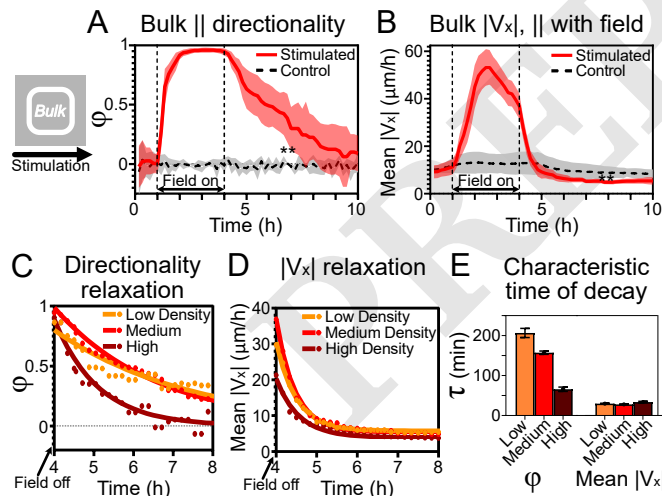 A Bulk || directionality
1
0.5
0
φ
Stimulated
Control
**
Field on
0 5 10
Time (h)
Bulk
Stimulation
B Bulk |Vx|, || with field
60
40
20
0
Mean |Vx| (µm/h)
Stimulated
Control
**
Field on
0 5 10
Time (h)
C Directionality
relaxation
1
0.5
0
φ
Low Density
Medium
High
4 5 6 7 8
Time (h)
Field off
D |Vx| relaxation
40
30
20
10
0
Mean |Vx| (µm/h)
Low Density
Medium Density
High Density
4 5 6 7 8
Time (h)
Field off
E Characteristic
time of decay
200
100
0
τ (min)
Low
Medium
High
φ
Low
Medium
High
Mean |Vx|
PREP